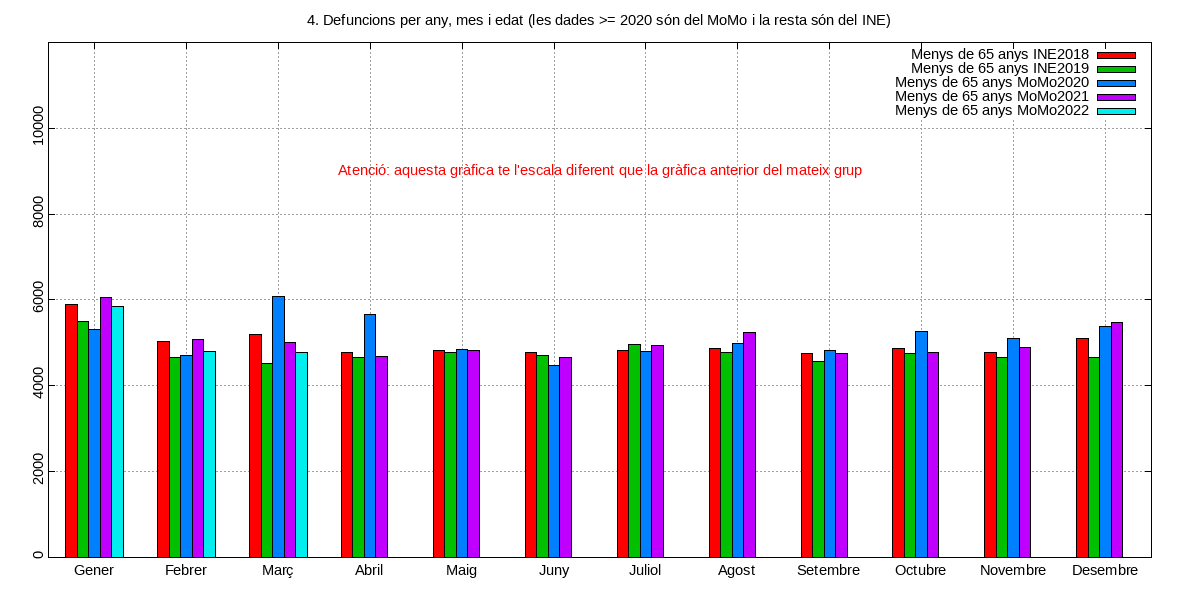 4. Defuncions per any, mes i edat (les dades >= 2020 són del MoMo i la resta són del INE)
Menys de 65 anys INE2018
Menys de 65 anys INE2019
Menys de 65 anys MoMo2020
Menys de 65 anys MoMo2021
Menys de 65 anys MoMo2022
Atenció: aquesta gràfica te l'escala diferent que la gràfica anterior del mateix grup
10000
8000
6000
4000
2000
0
Gener Febrer Març Abril Maig Juny Juliol Agost Setembre Octubre Novembre Desembre